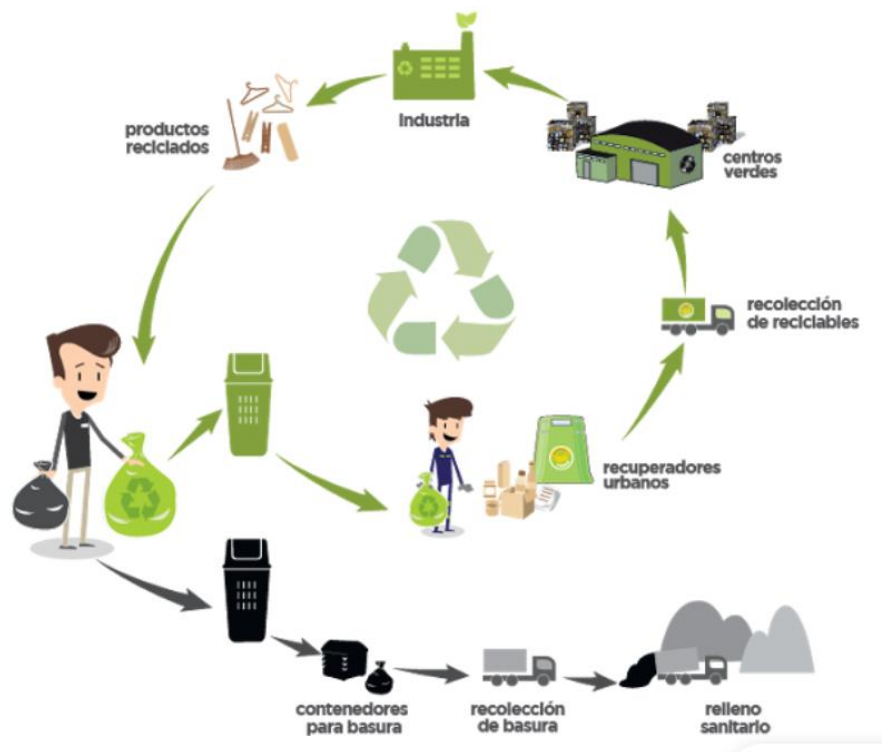 industria
productos
reciclados
centros
verdes
recolección
de reciclables
recuperadores
urbanos
contenedores
para basura
recolección
de basura
relleno
sanitario